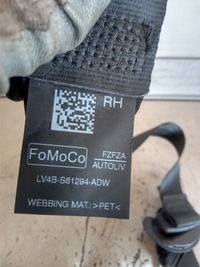 RH
FoMoCo
FZFZA
AUTOLIV
LV4B-S61294-ADW
WEBBING MAT.:>PET<